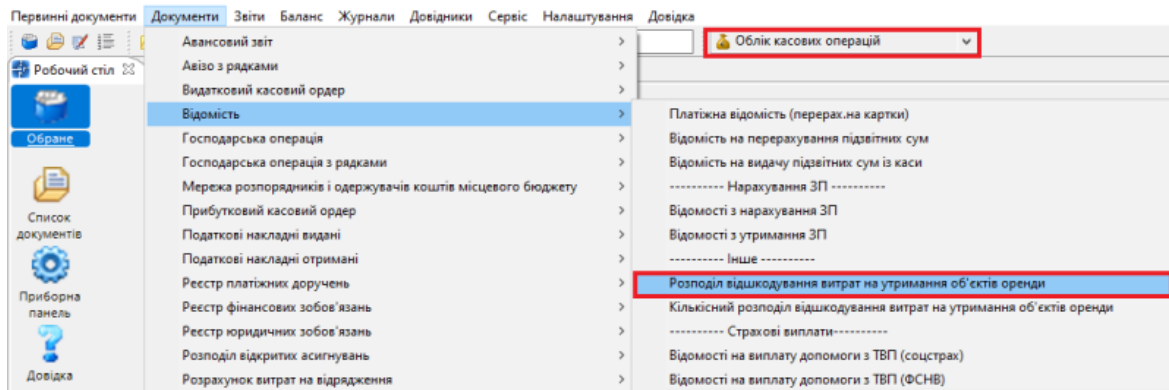 Первинні документи Документи Звіти Баланс Журнали Довідники Сервіс Налаштування Довідка
Облік касових операцій
Робочий стіл
Обране
Список
документів
Приборна
панель
Довідка
Авансовий звіт
Авізо з рядками
Видатковий касовий ордер
Відомість
Господарська операція
Господарська операція з рядками
Мережа розпорядників і одержувачів коштів місцевого бюджету
Прибутковий касовий ордер
Податкові накладні видані
Податкові накладні отримані
Реєстр платіжних доручень
Реєстр фінансових зобов'язань
Реєстр юридичних зобов'язань
Розподіл відкритих асигнувань
Розрахунок витрат на відрядження
Платіжна відомість (перерах.на картки)
Відомість на перерахування підзвітних сум
Відомість на видачу підзвітних сум із каси
---------- Нарахування ЗП ----------
Відомості з нарахування ЗП
Відомості з утримання ЗП
---------- Інше ----------
Розподіл відшкодування витрат на утримання об'єктів оренди
Кількісний розподіл відшкодування витрат на утримання об'єктів оренди
---------- Страхові виплати----------
Відомості на виплату допомоги з ТВП (соцстрах)
Відомості на виплату допомоги з ТВП (ФСНВ)